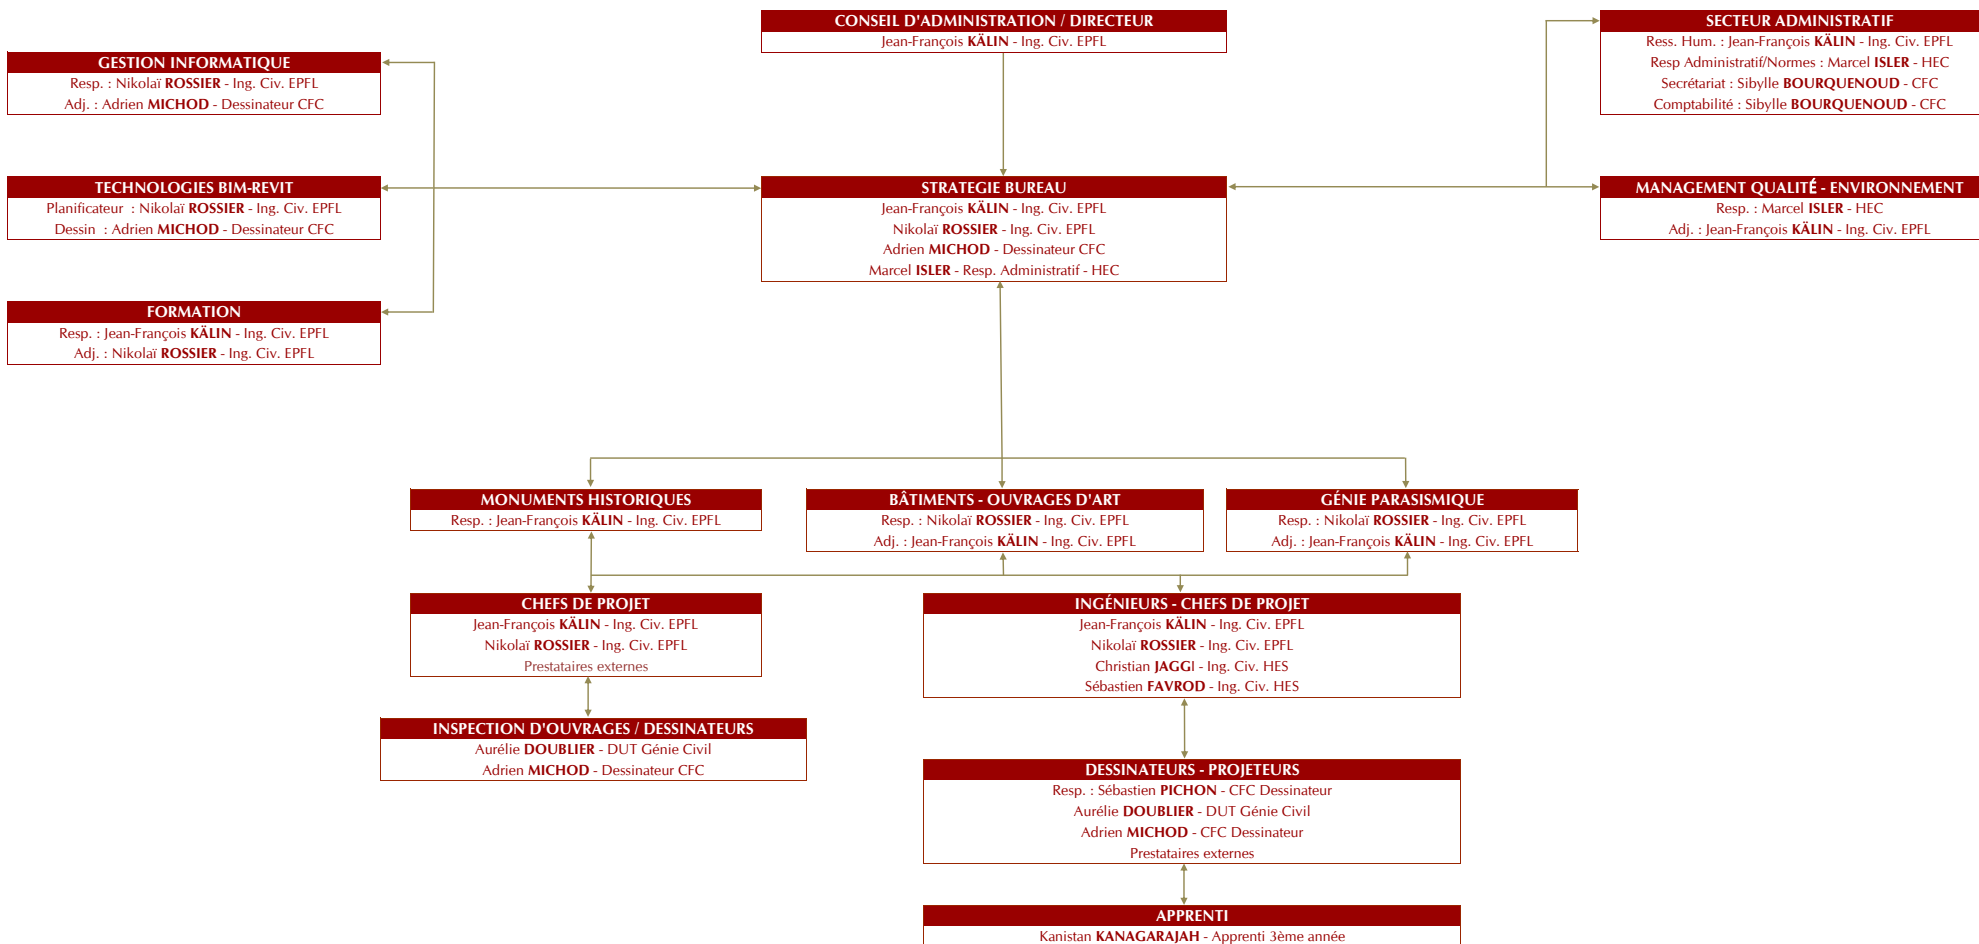 CONSEIL D'ADMINISTRATION / DIRECTEUR
Jean-François KÄLIN - Ing. Civ. EPFL
SECTEUR ADMINISTRATIF
Ress. Hum. : Jean-François KÄLIN - Ing. Civ. EPFL
Resp Administratif/Normes : Marcel ISLER - HEC
Secrétariat : Sibylle BOURQUENOUD - CFC
Comptabilité : Sibylle BOURQUENOUD - CFC
GESTION INFORMATIQUE
Resp. : Nikolaï ROSSIER - Ing. Civ. EPFL
Adj. : Adrien MICHOD - Dessinateur CFC
TECHNOLOGIES BIM-REVIT
Planificateur : Nikolaï ROSSIER - Ing. Civ. EPFL
Dessin : Adrien MICHOD - Dessinateur CFC
STRATEGIE BUREAU
Jean-François KÄLIN - Ing. Civ. EPFL
Nikolaï ROSSIER - Ing. Civ. EPFL
Adrien MICHOD - Dessinateur CFC
Marcel ISLER - Resp. Administratif - HEC
MANAGEMENT QUALITÉ - ENVIRONNEMENT
Resp. : Marcel ISLER - HEC
Adj. : Jean-François KÄLIN - Ing. Civ. EPFL
FORMATION
Resp. : Jean-François KÄLIN - Ing. Civ. EPFL
Adj. : Nikolaï ROSSIER - Ing. Civ. EPFL
MONUMENTS HISTORIQUES
Resp. : Jean-François KÄLIN - Ing. Civ. EPFL
BÂTIMENTS - OUVRAGES D'ART
Resp. : Nikolaï ROSSIER - Ing. Civ. EPFL
Adj. : Jean-François KÄLIN - Ing. Civ. EPFL
GÉNIE PARASISMIQUE
Resp. : Nikolaï ROSSIER - Ing. Civ. EPFL
Adj. : Jean-François KÄLIN - Ing. Civ. EPFL
CHEFS DE PROJET
Jean-François KÄLIN - Ing. Civ. EPFL
Nikolaï ROSSIER - Ing. Civ. EPFL
Prestataires externes
INGÉNIEURS - CHEFS DE PROJET
Jean-François KÄLIN - Ing. Civ. EPFL
Nikolaï ROSSIER - Ing. Civ. EPFL
Christian JAGGI - Ing. Civ. HES
Sébastien FAVROD - Ing. Civ. HES
INSPECTION D'OUVRAGES / DESSINATEURS
Aurélie DOUBLIER - DUT Génie Civil
Adrien MICHOD - Dessinateur CFC
DESSINATEURS - PROJETEURS
Resp. : Sébastien PICHON - CFC Dessinateur
Aurélie DOUBLIER - DUT Génie Civil
Adrien MICHOD - CFC Dessinateur
Prestataires externes
APPRENTI
Kanistan KANAGARAJAH - Apprenti 3ème année